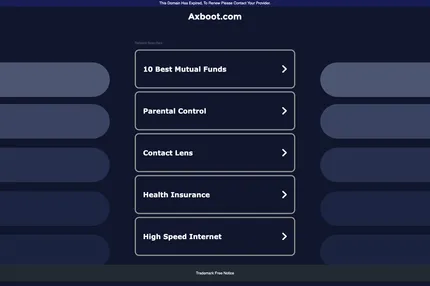 This Domain Has Expired. To Renew Please Contact Your Provider.
Axboot.com
Related Searches:
10 Best Mutual Funds
Parental Control
Contact Lens
Health Insurance
High Speed Internet
Trademark Free Notice